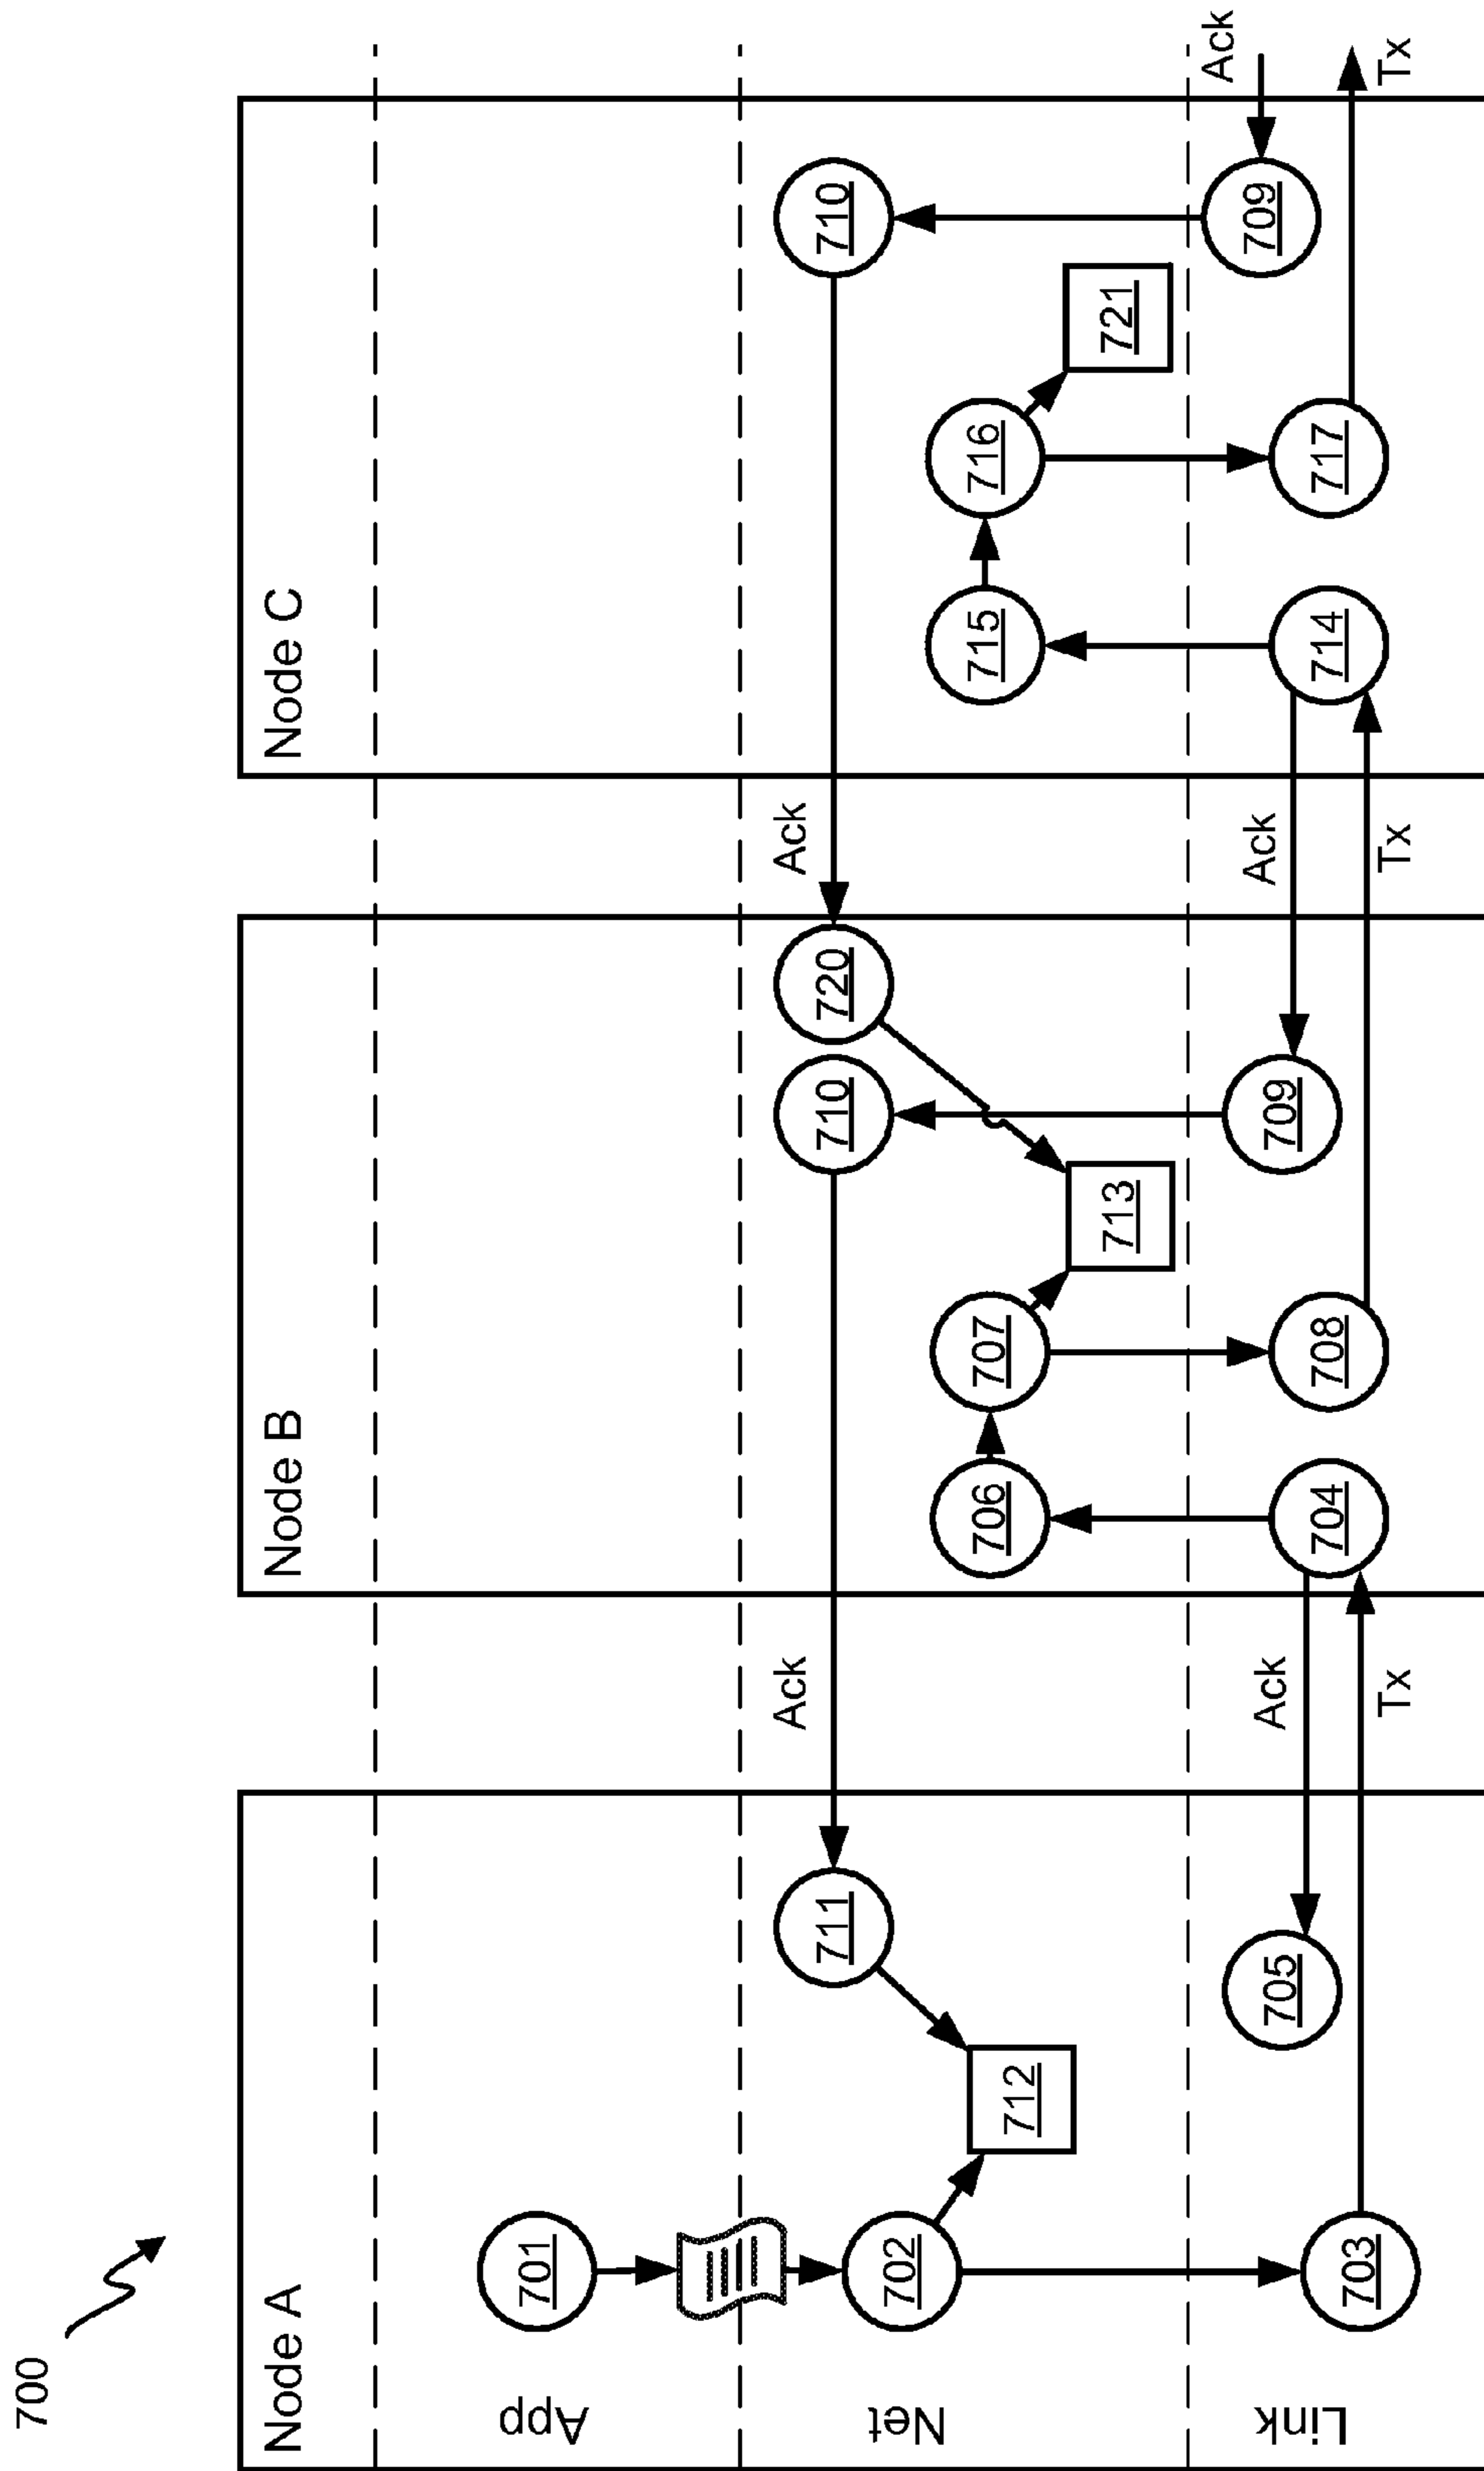 700
Node A
Node B
Node C
App
Net
Link
701
702
703
712
711
705
Ack
Ack
Tx
706
704
707
708
713
710
709
720
Ack
Ack
Tx
715
714
716
717
721
710
709
Ack
Tx